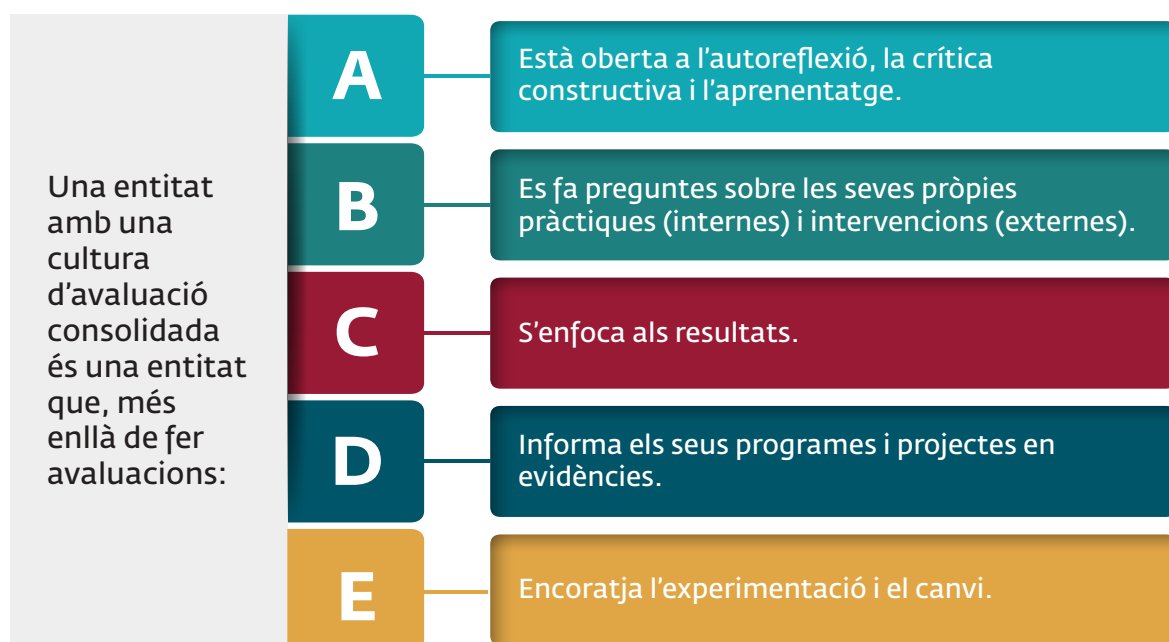 Una entitat
amb una
cultura
d'avaluació
consolidada
és una entitat
que, més
enllà de fer
avaluacions:
A
Està oberta a l'autoreflexió, la crítica
constructiva i l'aprenentatge.
B
Es fa preguntes sobre les seves pròpies
pràctiques (internes) i intervencions (externes).
C
S'enfoca als resultats.
D
Informa els seus programes i projectes en
evidències.
E
Encoratja l'experimentació i el canvi.